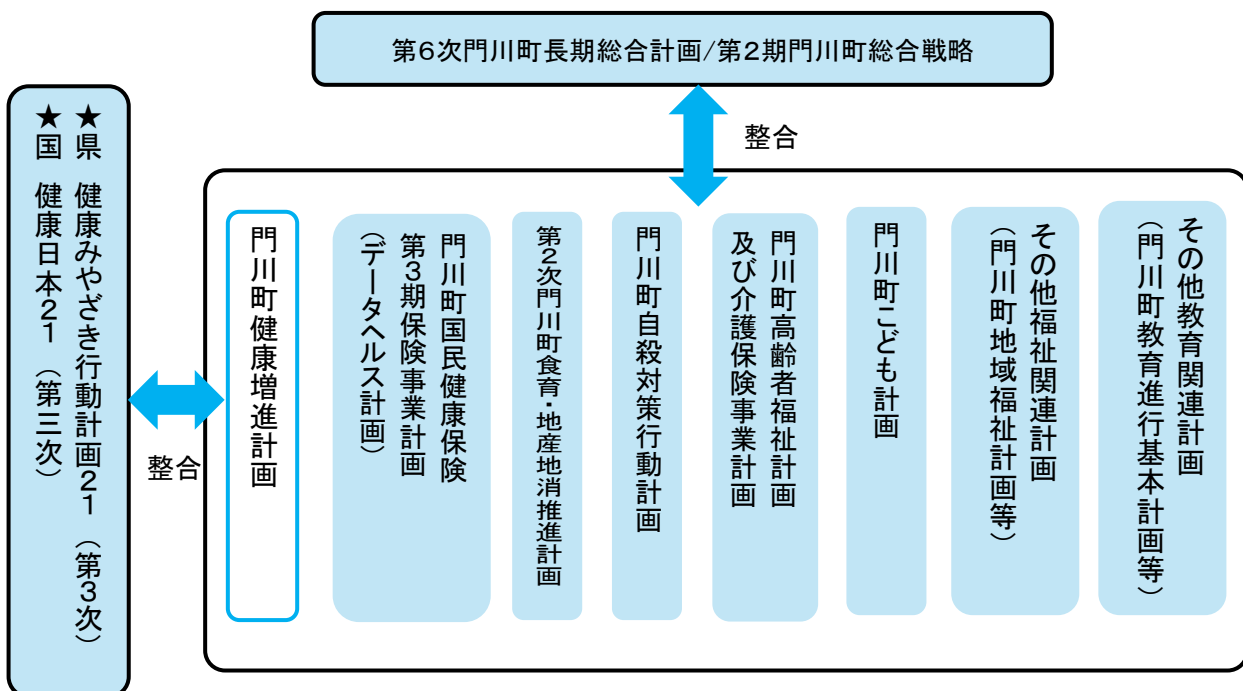 第6次門川町長期総合計画/第2期門川町総合戦略
整合
★県 健康みやざき行動計画21 (第3次)
★国 健康日本21 (第三次)
整合
門川町健康増進計画
門川町国民健康保険
第3期保険事業計画
(データヘルス計画)
第2次門川町食育・地産地消推進計画
門川町自殺対策行動計画
門川町高齢者福祉計画
及び介護保険事業計画
門川町こども計画
その他福祉関連計画
(門川町地域福祉計画等)
その他教育関連計画
(門川町教育進行基本計画等)